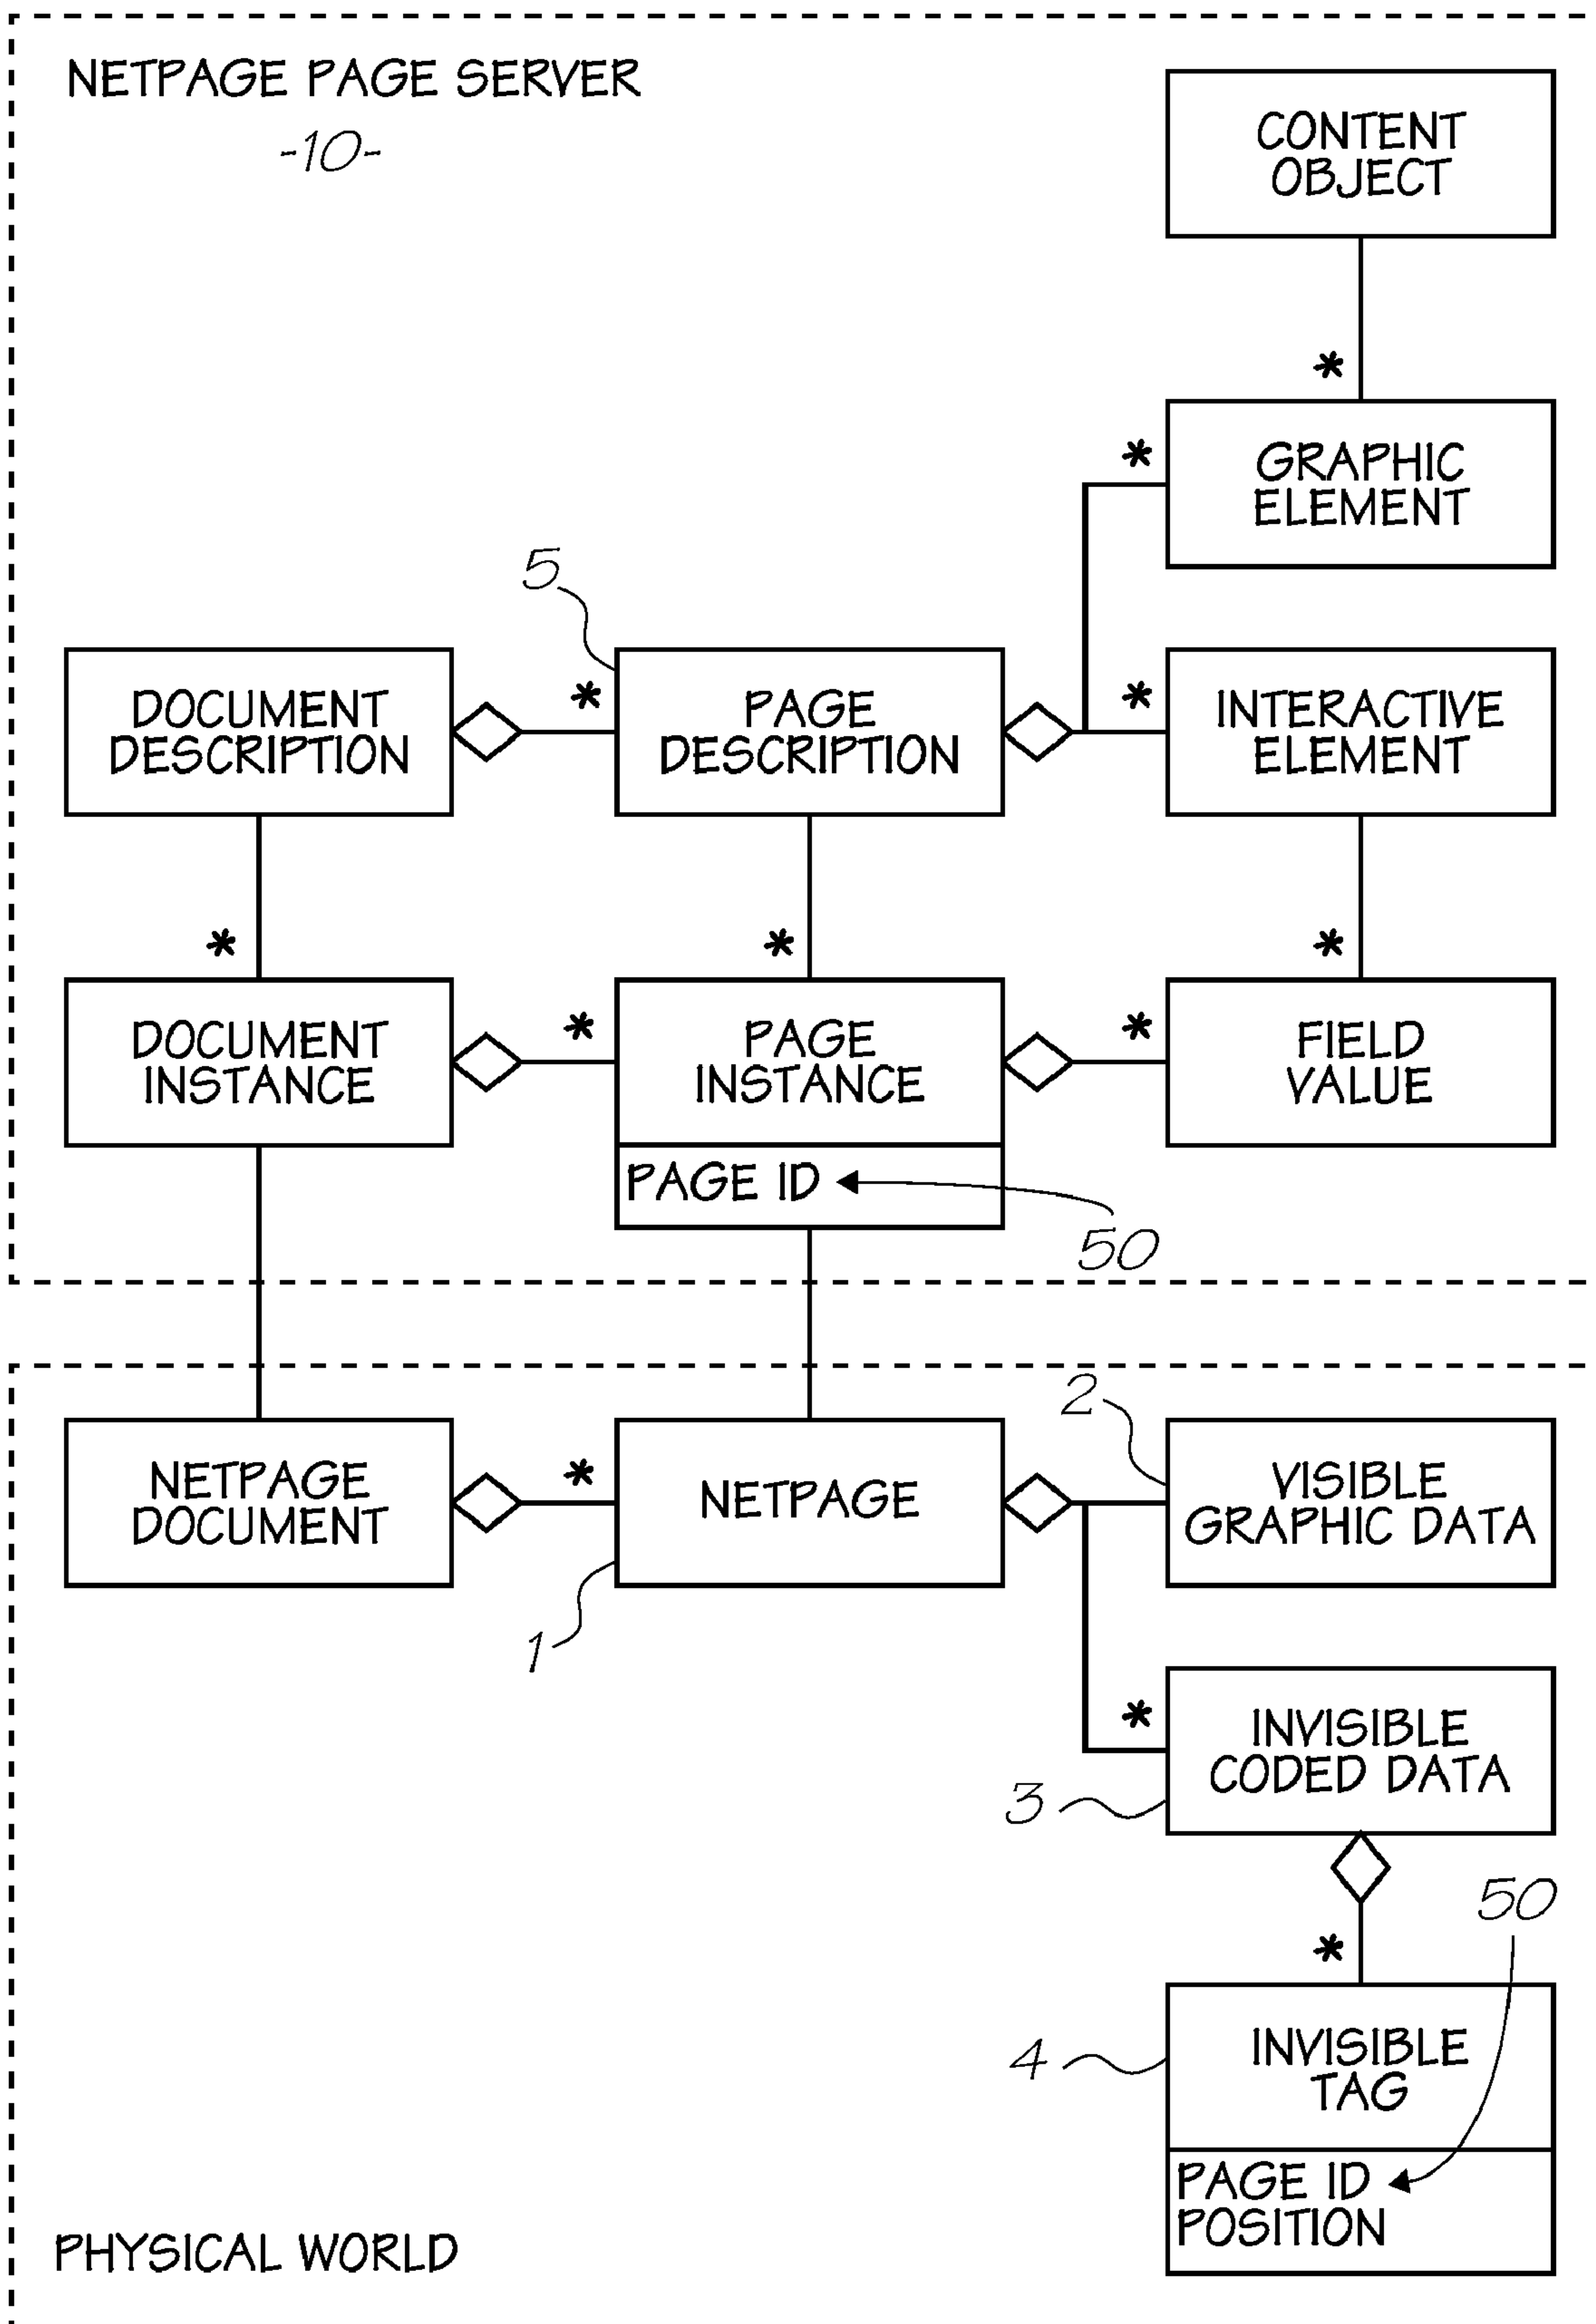 NETPAGE PAGE SERVER
-10-
CONTENT
OBJECT
*
*
GRAPHIC
ELEMENT
5
DOCUMENT
DESCRIPTION
*
PAGE
DESCRIPTION
*
INTERACTIVE
ELEMENT
*
*
*
DOCUMENT
INSTANCE
*
PAGE
INSTANCE
*
FIELD
VALUE
PAGE ID
50
2
NETPAGE
DOCUMENT
*
NETPAGE
VISIBLE
GRAPHIC DATA
1
*
INVISIBLE
CODED DATA
3
50
*
4
INVISIBLE
TAG
PAGE ID
POSITION
PHYSICAL WORLD